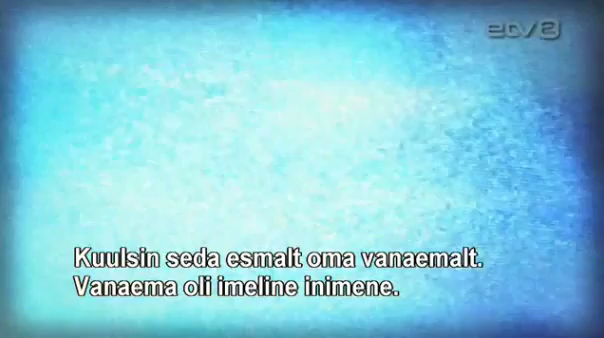 etv2
Kuulsin seda esmalt oma vanaemalt.
Vanaema oli imeline inimene.